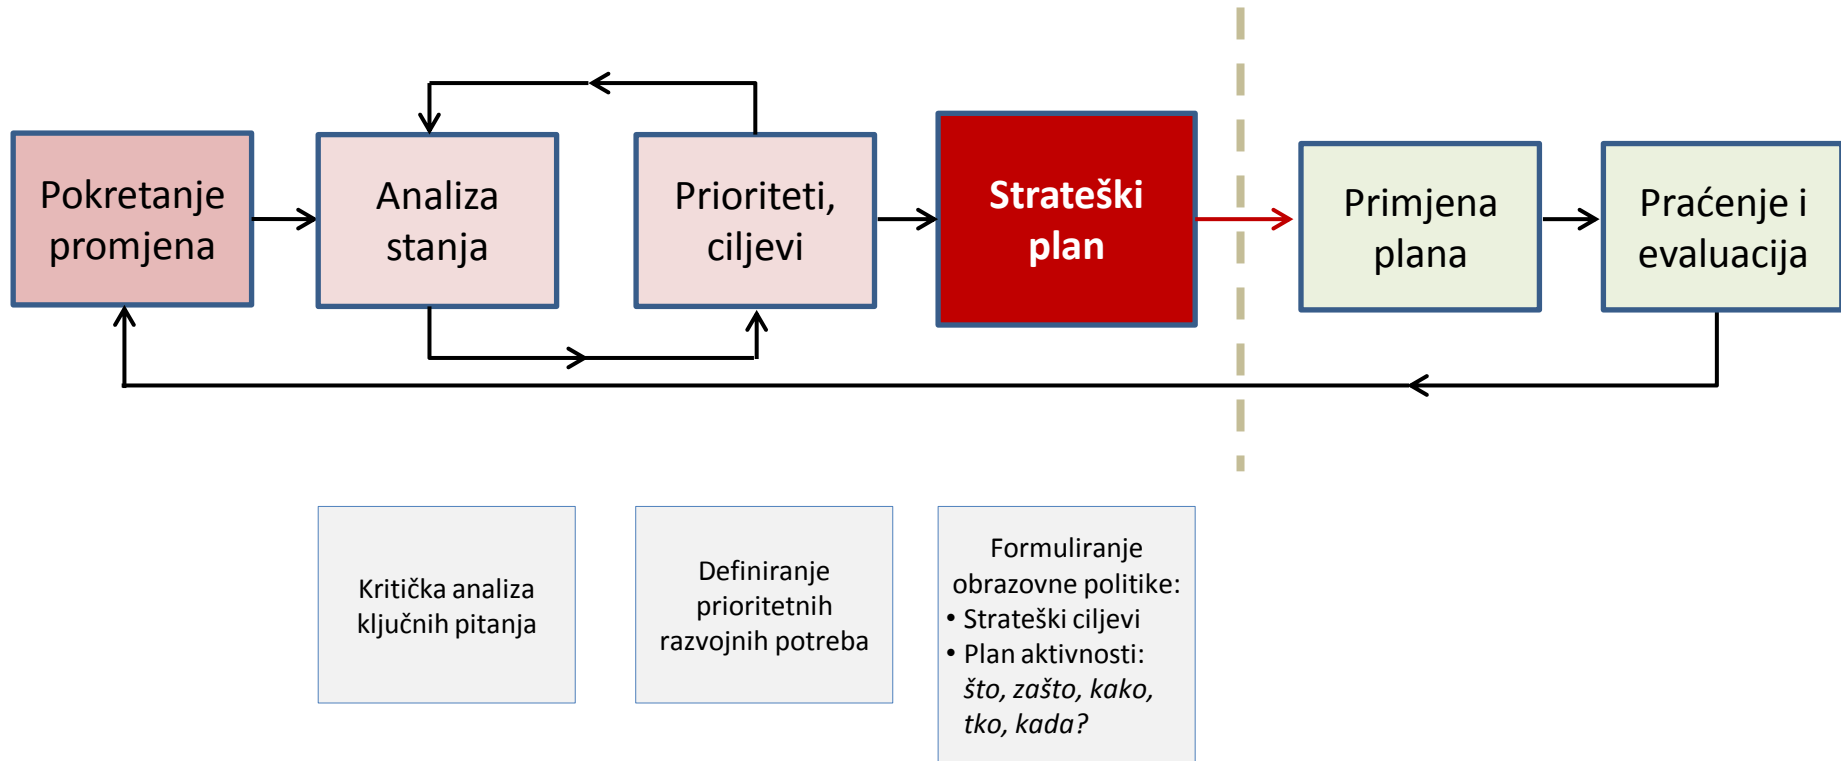 Pokretanje
promjena
Analiza
stanja
Prioriteti,
ciljevi
Strateški
plan
Primjena
plana
Praćenje i
evaluacija
Kritička analiza
ključnih pitanja
Definiranje
prioritetnih
razvojnih potreba
Formuliranje
obrazovne politike:
• Strateški ciljevi
• Plan aktivnosti:
što, zašto, kako,
tko, kada?